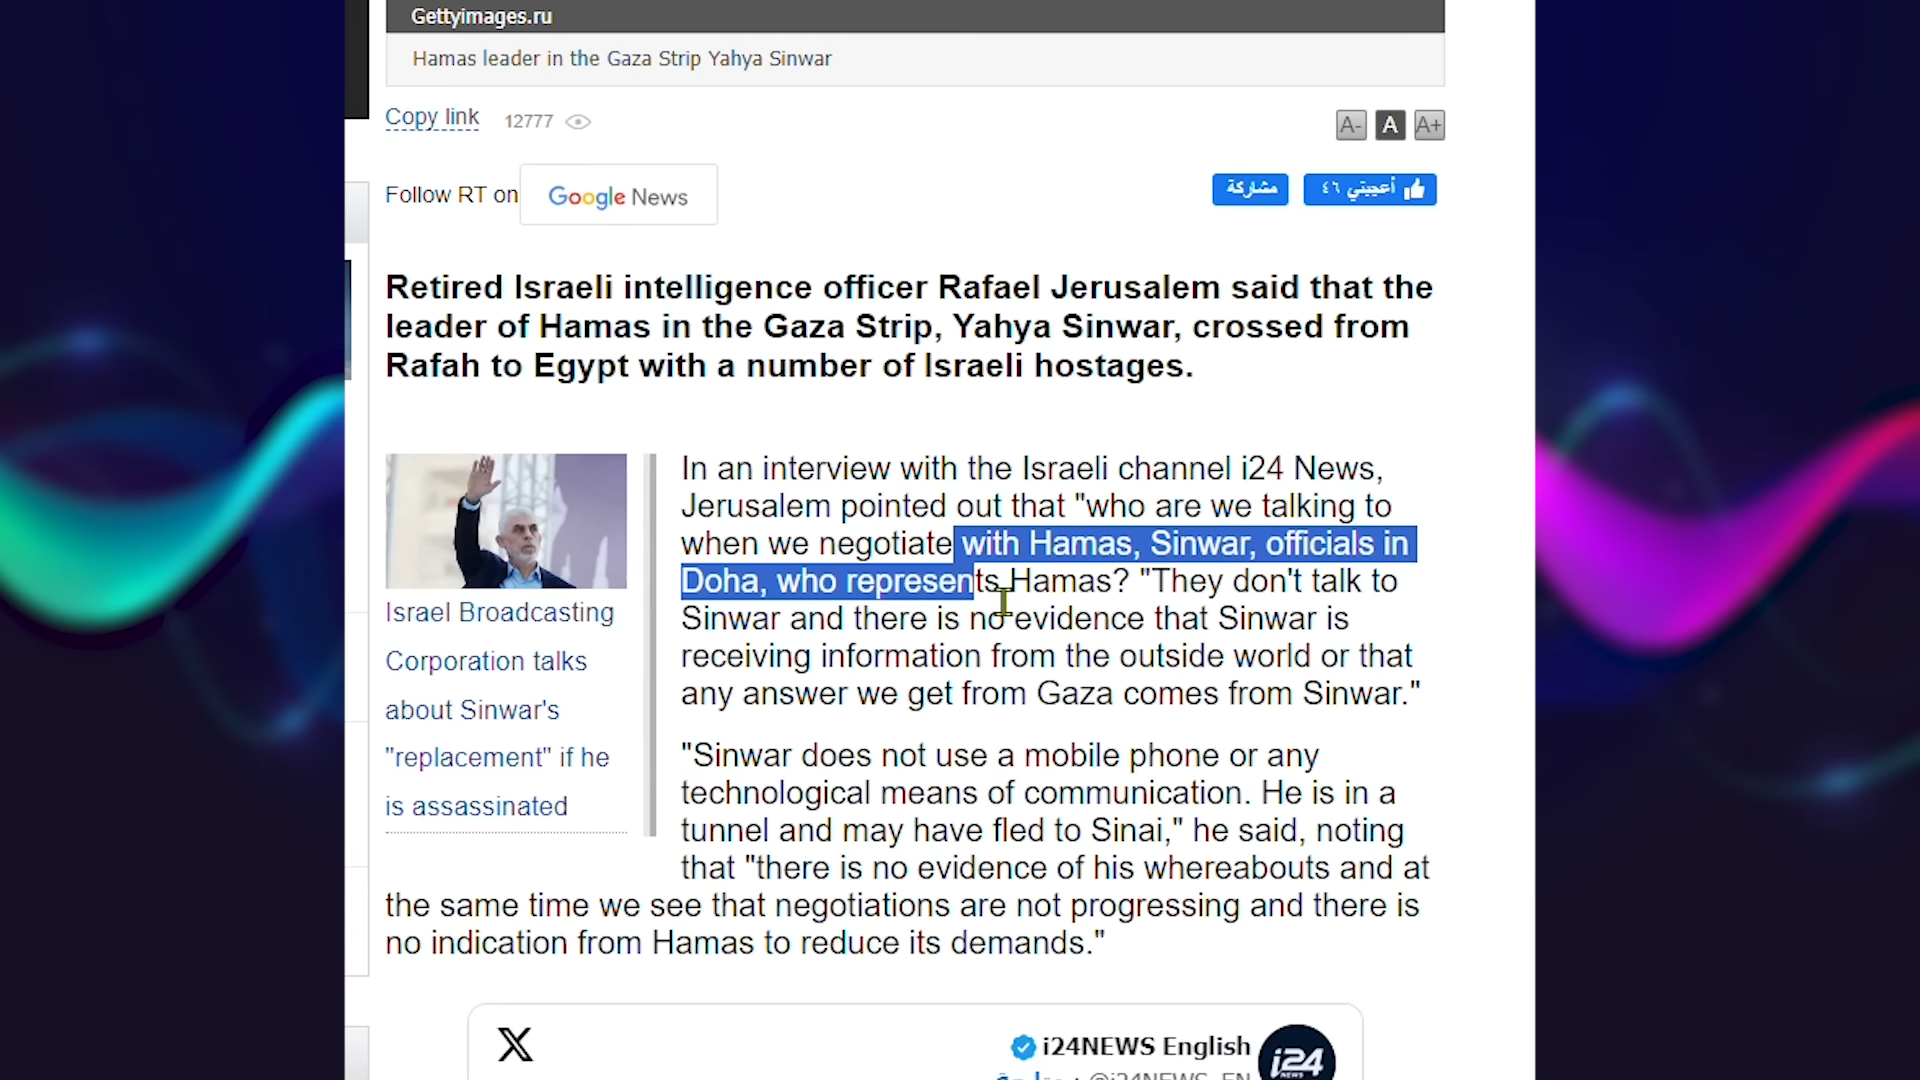 Gettyimages.ru
Hamas leader in the Gaza Strip Yahya Sinwar
Copy link 12777
A- A A+
Follow RT on Google News
مشاركة
أعجبني ٤٦
Retired Israeli intelligence officer Rafael Jerusalem said that the
leader of Hamas in the Gaza Strip, Yahya Sinwar, crossed from
Rafah to Egypt with a number of Israeli hostages.
Israel Broadcasting
Corporation talks
about Sinwar's
"replacement" if he
is assassinated
In an interview with the Israeli channel i24 News,
Jerusalem pointed out that "who are we talking to
when we negotiate with Hamas, Sinwar, officials in
Doha, who represents Hamas? "They don't talk to
Sinwar and there is no evidence that Sinwar is
receiving information from the outside world or that
any answer we get from Gaza comes from Sinwar."
"Sinwar does not use a mobile phone or any
technological means of communication. He is in a
tunnel and may have fled to Sinai," he said, noting
that "there is no evidence of his whereabouts and at
the same time we see that negotiations are not progressing and there is
no indication from Hamas to reduce its demands."
X
i24NEWS English
i24
NEWS
@i24NEWS_EN